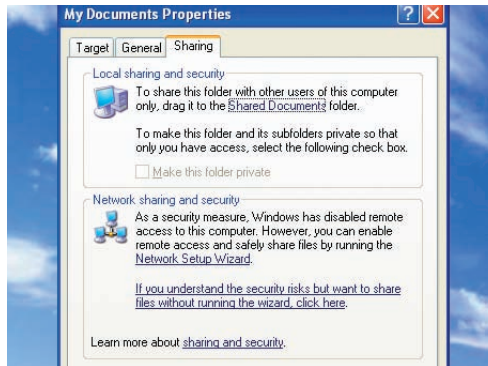 My Documents Properties
Target General Sharing
Local sharing and security
To share this folder with other users of this computer
only, drag it to the Shared Documents folder.
To make this folder and its subfolders private so that
only you have access, select the following check box.
Make this folder private
Network sharing and security
As a security measure, Windows has disabled remote
access to this computer. However, you can enable
remote access and safely share files by running the
Network Setup Wizard.
If you understand the security risks but want to share
files without running the wizard, click here.
Learn more about sharing and security.